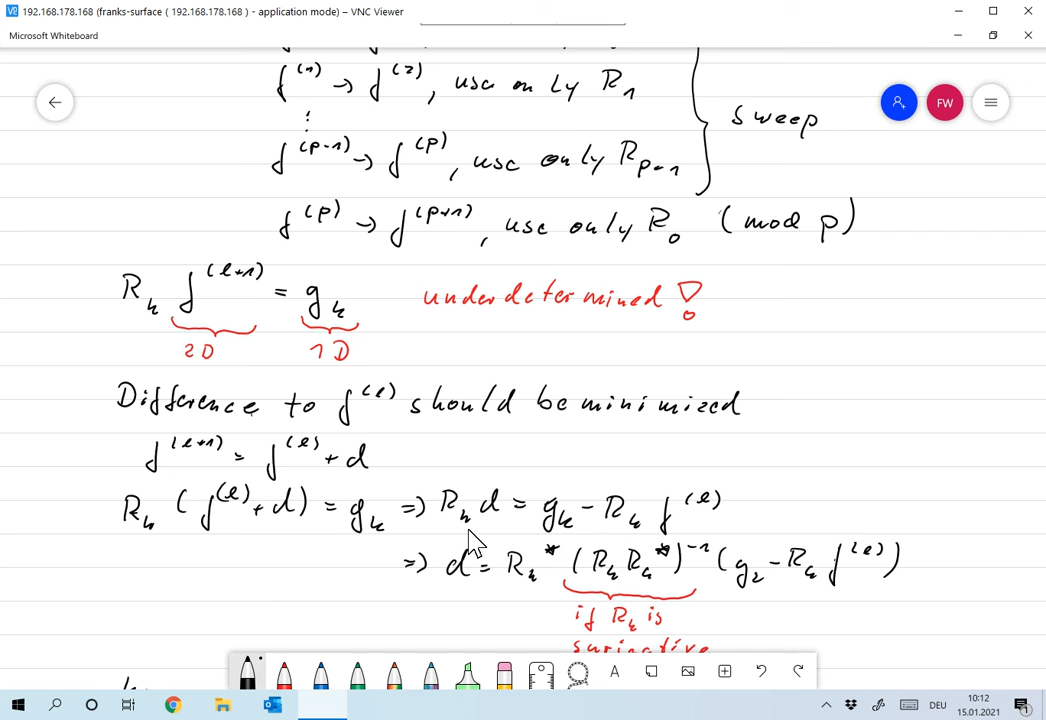 192.168.178.168 (franks-surface ( 192.168.178.168 ) - application mode) – VNC Viewer
Microsoft Whiteboard
f^(1) → f^(2), use only R_1
⋮
f^(p-1) → f^(p), use only R_p-1
sweep
f^(p) → f^(p+1), use only R_0 (mod p)
FW
R_k f^(l+1) = g_k underdetermined!
2D 1D
Difference to f^(l) should be minimized
f^(l+1) = f^(l) + d
R_k (f^(l) + d) = g_k => R_k d = g_k - R_k f^(l)
=> d = R_k^* (R_k R_k^*)^-1 (g_k - R_k f^(l))
if R_k is
surjective
A
DEU
10:12
15.01.2021
1